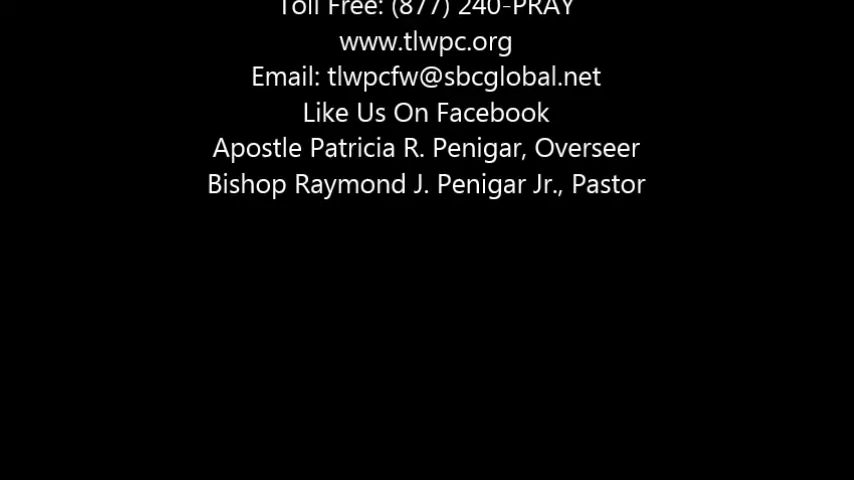 Toll Free: (877) 240-PRAY
www.tlwpc.org
Email: tlwpcfw@sbcglobal.net
Like Us On Facebook
Apostle Patricia R. Penigar, Overseer
Bishop Raymond J. Penigar Jr., Pastor